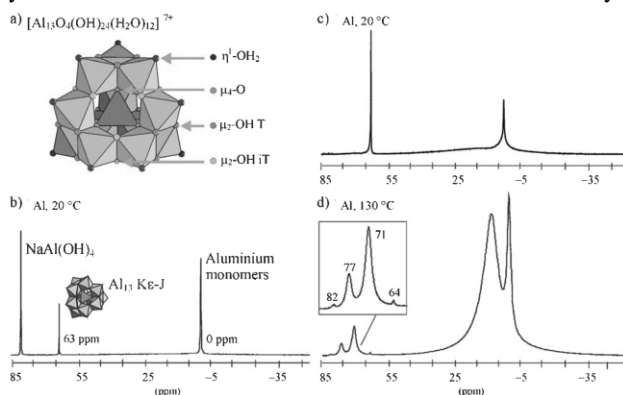 a) [Al13O4(OH)24(H2O)12] 7+
η¹-OH2
μ4-O
μ2-OH T
μ2-OH iT
b) Al, 20 °C
NaAl(OH)4
Al13 Kε-J
63 ppm
Aluminium
monomers
0 ppm
85 55 25 -5 -35
(ppm)
c) Al, 20 °C
85 55 25 -5 -35
d) Al, 130 °C
82
77
71
64
85 55 25 -5 -35
(ppm)